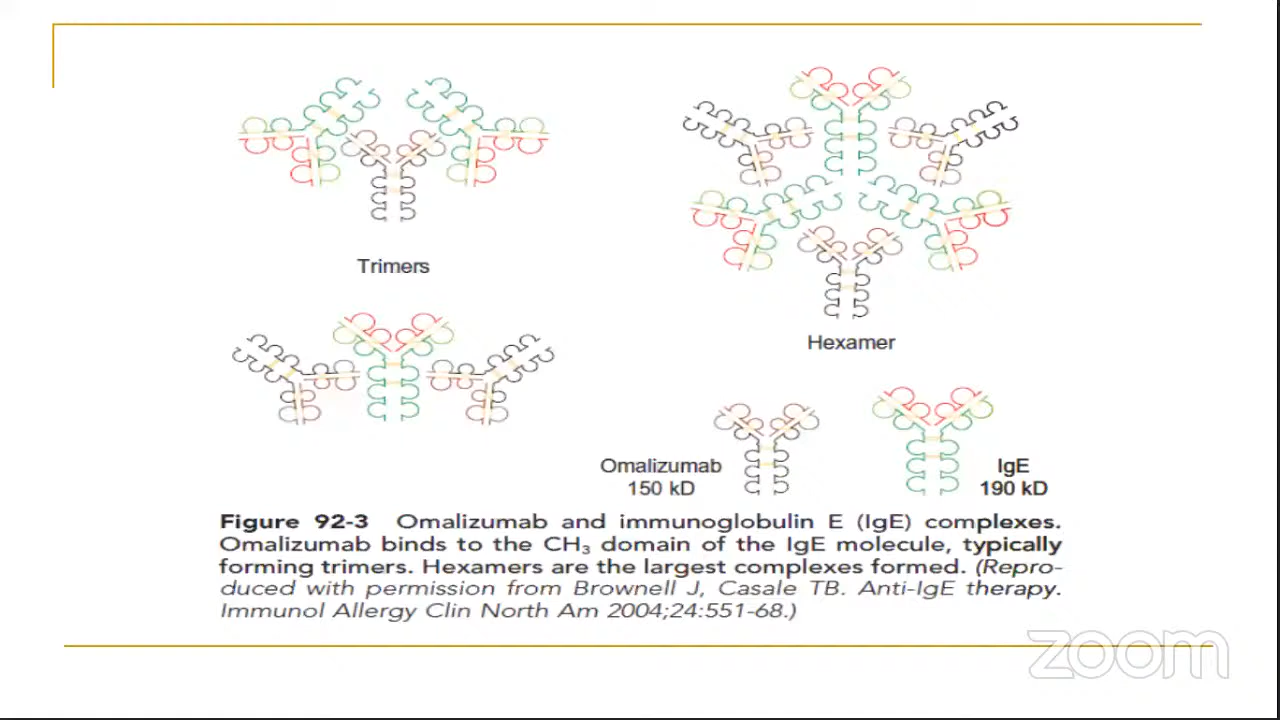 Trimers
Hexamer
Omalizumab
150 kD
IgE
190 kD
Figure 92-3 Omalizumab and immunoglobulin E (IgE) complexes.
Omalizumab binds to the CH₃ domain of the IgE molecule, typically
forming trimers. Hexamers are the largest complexes formed. (Repro-
duced with permission from Brownell J, Casale TB. Anti-IgE therapy.
Immunol Allergy Clin North Am 2004;24:551-68.)
zoom